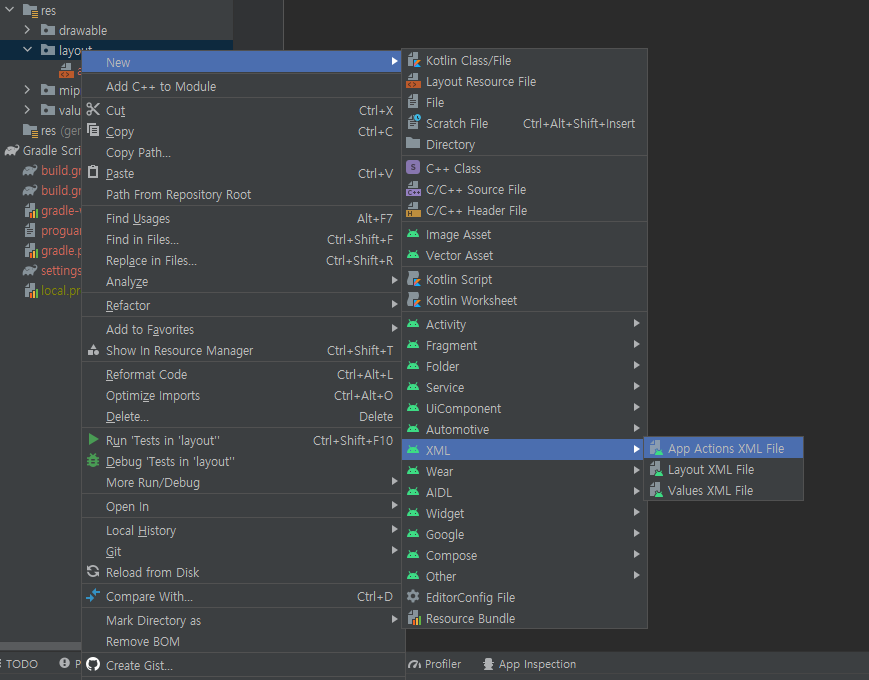 res
drawable
layout
mip
valu
res (ger
Gradle Scri
build.gr
build.gr
gradle-v
proguar
gradle.p
settings
local.pr
New
Add C++ to Module
Cut Ctrl+X
Copy Ctrl+C
Copy Path...
Paste Ctrl+V
Path From Repository Root
Find Usages Alt+F7
Find in Files... Ctrl+Shift+F
Replace in Files... Ctrl+Shift+R
Analyze
Refactor
Add to Favorites
Show In Resource Manager Ctrl+Shift+T
Reformat Code Ctrl+Alt+L
Optimize Imports Ctrl+Alt+O
Delete... Delete
Run 'Tests in 'layout'' Ctrl+Shift+F10
Debug 'Tests in 'layout''
More Run/Debug
Open In
Local History
Git
Reload from Disk
Compare With... Ctrl+D
Mark Directory as
Remove BOM
Create Gist...
Kotlin Class/File
Layout Resource File
File
Scratch File Ctrl+Alt+Shift+Insert
Directory
C++ Class
C/C++ Source File
C/C++ Header File
Image Asset
Vector Asset
Kotlin Script
Kotlin Worksheet
Activity
Fragment
Folder
Service
UiComponent
Automotive
XML
Wear
AIDL
Widget
Google
Compose
Other
EditorConfig File
Resource Bundle
App Actions XML File
Layout XML File
Values XML File
TODO
P
Profiler
App Inspection